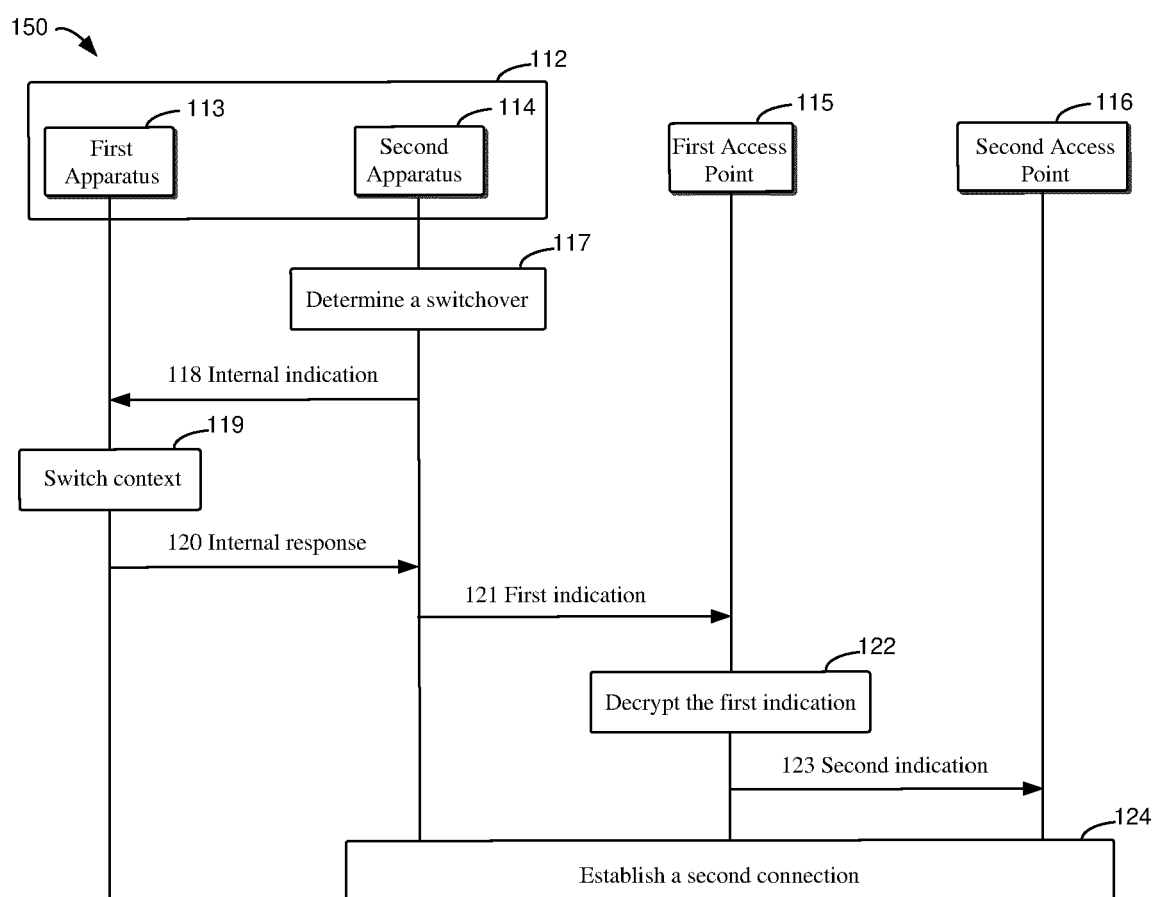 150
112
113
114
115
116
First
Apparatus
Second
Apparatus
First Access
Point
Second Access
Point
117
Determine a switchover
118 Internal indication
119
Switch context
120 Internal response
121 First indication
122
Decrypt the first indication
123 Second indication
124
Establish a second connection